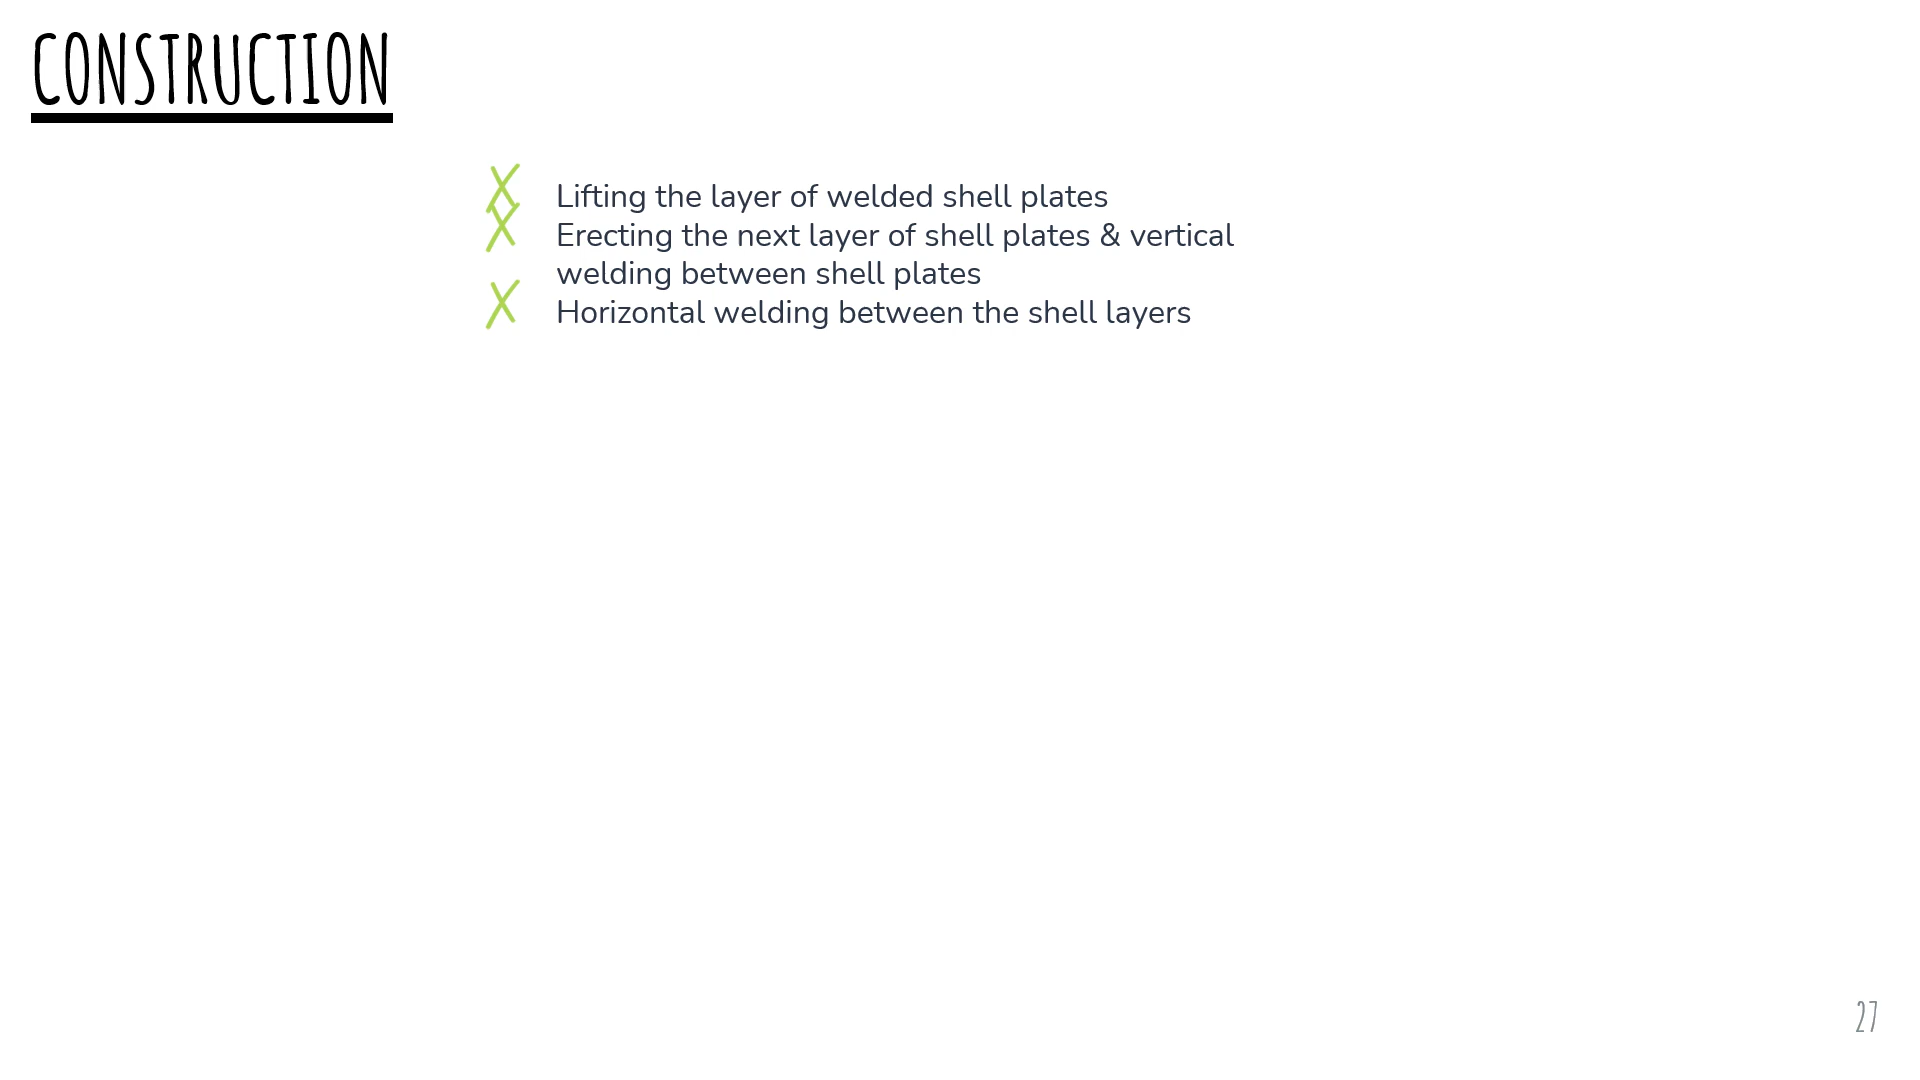 CONSTRUCTION
Lifting the layer of welded shell plates
Erecting the next layer of shell plates & vertical
welding between shell plates
Horizontal welding between the shell layers
27